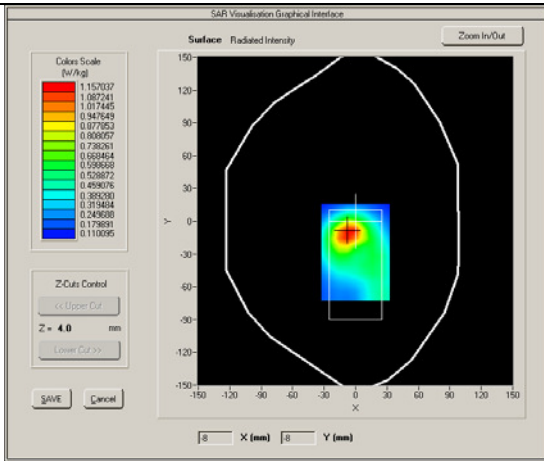 SAR Visualisation Graphical Interface
Surface Radiated Intensity
Zoom In/Out
Colors Scale
(W/kg)
1.157037
1.087241
1.017445
0.947649
0.877853
0.808057
0.738261
0.668464
0.598668
0.528872
0.459076
0.389280
0.319484
0.249688
0.179891
0.110095
Z-Cuts Control
<< Upper Cut
Z = 4.0 mm
Lower Cut >>
SAVE Cancel
150
120
90
60
30
0
-30
-60
-90
-120
-150
Y
-150 -120 -90 -60 -30 0 30 60 90 120 150
X
-8 X (mm) -8 Y (mm)